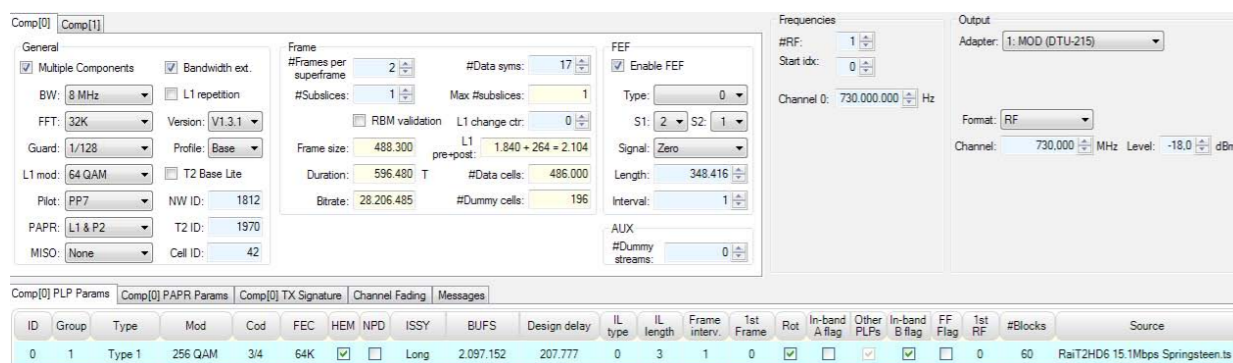 Comp[0] Comp[1]
General
Multiple Components Bandwidth ext.
BW: 8 MHz L1 repetition
FFT: 32K Version: V1.3.1
Guard: 1/128 Profile: Base
L1 mod: 64 QAM T2 Base Lite
Pilot: PP7 NW ID: 1812
PAPR: L1 & P2 T2 ID: 1970
MISO: None Cell ID: 42
Frame
#Frames per superframe 2 #Data syms: 17
#Subslices: 1 Max #subslices: 1
RBM validation L1 change ctr: 0
Frame size: 488.300 L1 pre+post: 1.840 + 264 = 2.104
Duration: 596.480 T #Data cells: 486.000
Bitrate: 28.206.485 #Dummy cells: 196
FEF
Enable FEF
Type: 0
S1: 2 S2: 1
Signal: Zero
Length: 348.416
Interval: 1
AUX
#Dummy streams: 0
Frequencies
#RF: 1
Start idx: 0
Channel 0: 730.000.000 Hz
Output
Adapter: 1: MOD (DTU-215)
Format: RF
Channel: 730,000 MHz Level: -18,0 dBm
Comp[0] PLP Params Comp[0] PAPR Params Comp[0] TX Signature Channel Fading Messages
ID Group Type Mod Cod FEC HEM NPD ISSY BUFS Design delay IL type IL length Frame interv. 1st Frame Rot In-band A flag Other PLPs In-band B flag FF Flag 1st RF #Blocks Source
0 1 Type 1 256 QAM 3/4 64K Long 2.097.152 207.777 0 3 1 0 0 60 RaiT2HD6 15.1Mbps Springsteen.ts